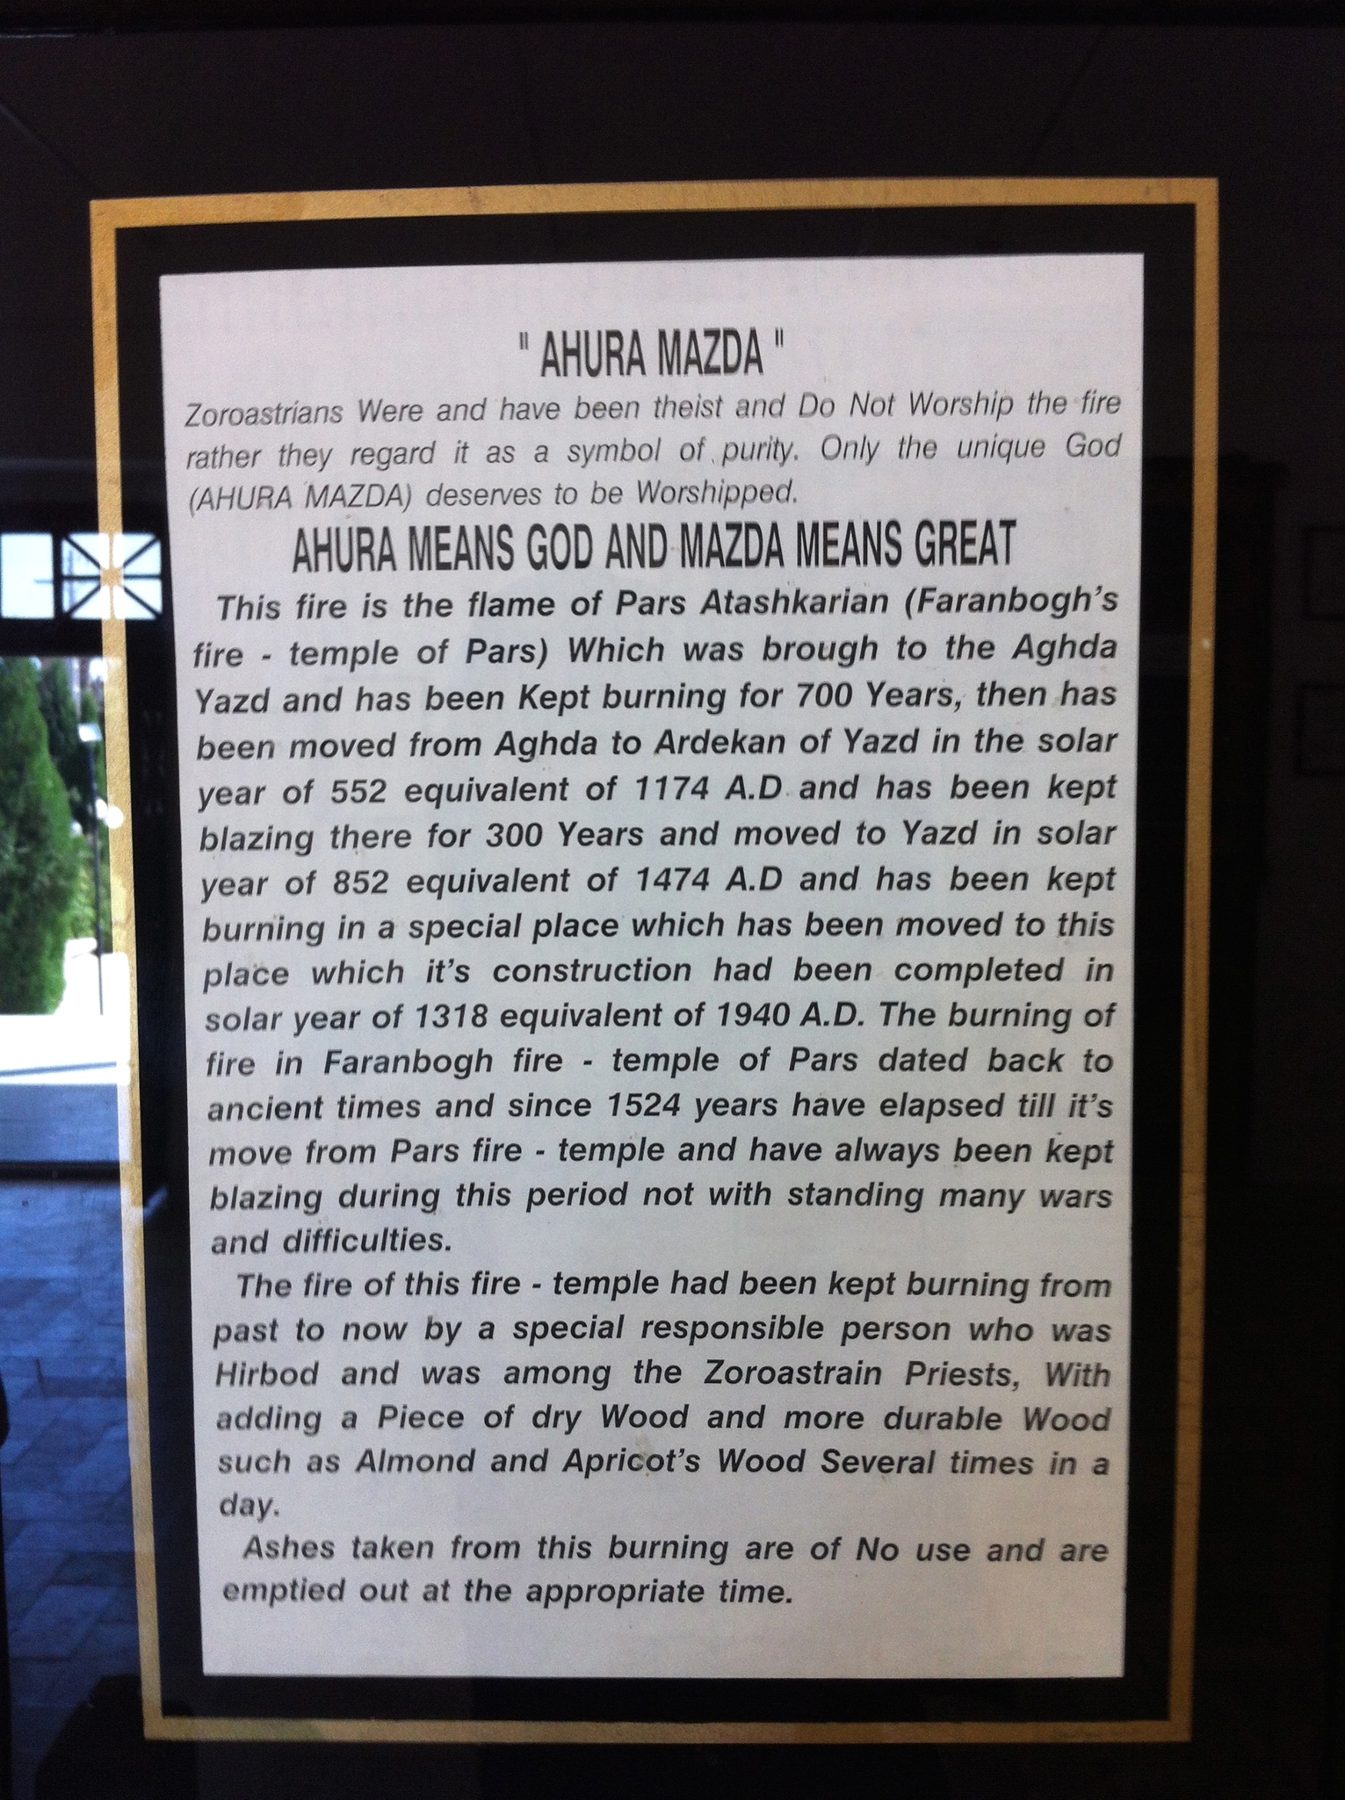 " AHURA MAZDA "
Zoroastrians Were and have been theist and Do Not Worship the fire
rather they regard it as a symbol of purity. Only the unique God
(AHURA MAZDA) deserves to be Worshipped.
AHURA MEANS GOD AND MAZDA MEANS GREAT
This fire is the flame of Pars Atashkarian (Faranbogh's
fire - temple of Pars) Which was brough to the Aghda
Yazd and has been Kept burning for 700 Years, then has
been moved from Aghda to Ardekan of Yazd in the solar
year of 552 equivalent of 1174 A.D and has been kept
blazing there for 300 Years and moved to Yazd in solar
year of 852 equivalent of 1474 A.D and has been kept
burning in a special place which has been moved to this
place which it's construction had been completed in
solar year of 1318 equivalent of 1940 A.D. The burning of
fire in Faranbogh fire - temple of Pars dated back to
ancient times and since 1524 years have elapsed till it's
move from Pars fire - temple and have always been kept
blazing during this period not with standing many wars
and difficulties.
The fire of this fire - temple had been kept burning from
past to now by a special responsible person who was
Hirbod and was among the Zoroastrain Priests, With
adding a Piece of dry Wood and more durable Wood
such as Almond and Apricot's Wood Several times in a
day.
Ashes taken from this burning are of No use and are
emptied out at the appropriate time.